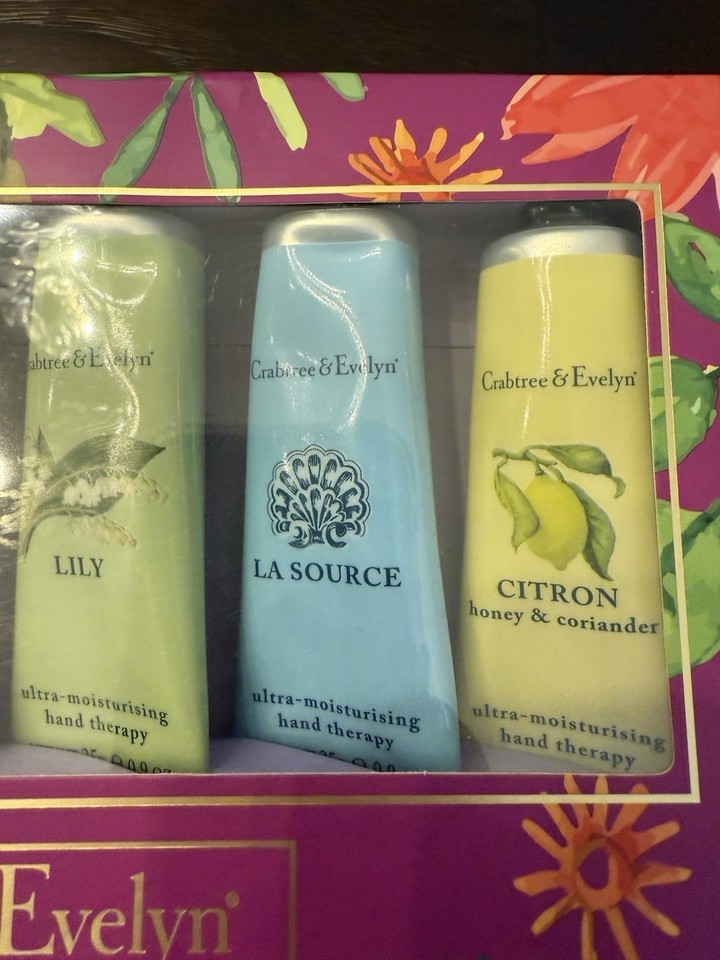 rabtree & Evelyn®
LILY
ultra-moisturising
hand therapy
Crabtree & Evelyn®
LA SOURCE
ultra-moisturising
hand therapy
Crabtree & Evelyn®
CITRON
honey & coriander
ultra-moisturising
hand therapy
Evelyn®